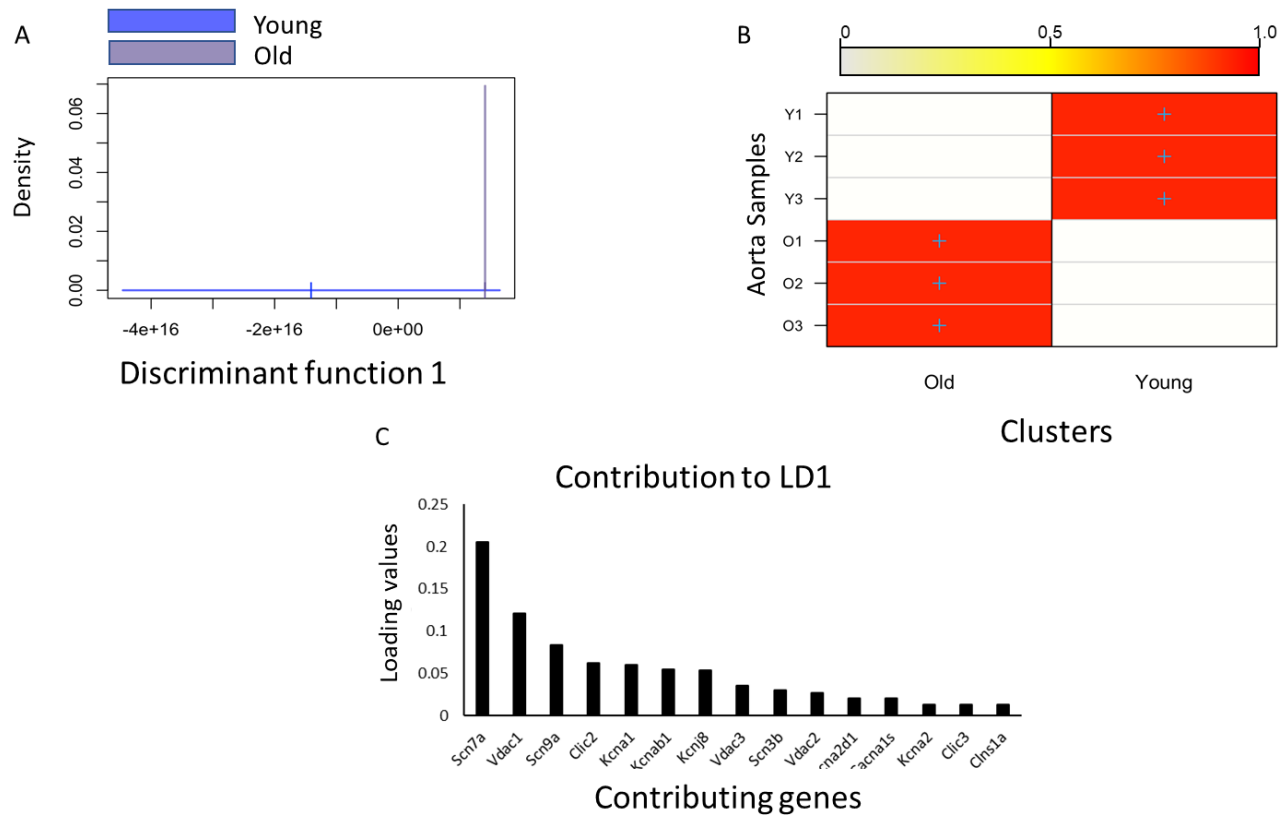 A
Young
Old
Density
0.00
0.02
0.04
0.06
-4e+16
-2e+16
0e+00
Discriminant function 1
B
0
0.5
1.0
Aorta Samples
Y1
Y2
Y3
O1
O2
O3
Old
Young
Clusters
C
Contribution to LD1
Loading values
0.25
0.2
0.15
0.1
0.05
0
Scn7a
Vdac1
Scn9a
Clic2
Kcna1
Kcnab1
Kcnj8
Vdac3
Scn3b
Vdac2
cna2d1
Cacna1s
Kcna2
Clic3
Clns1a
Contributing genes